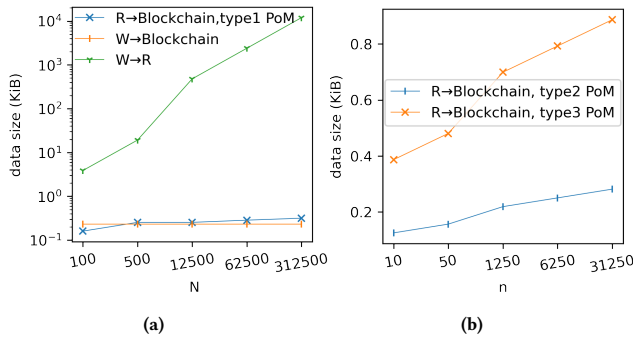 R→Blockchain,type1 PoM
W→Blockchain
W→R
data size (KiB)
10⁴
10³
10²
10¹
10⁰
10⁻¹
100
500
12500
62500
312500
N
(a)
R→Blockchain, type2 PoM
R→Blockchain, type3 PoM
data size (KiB)
0.8
0.6
0.4
0.2
10
50
1250
6250
31250
n
(b)